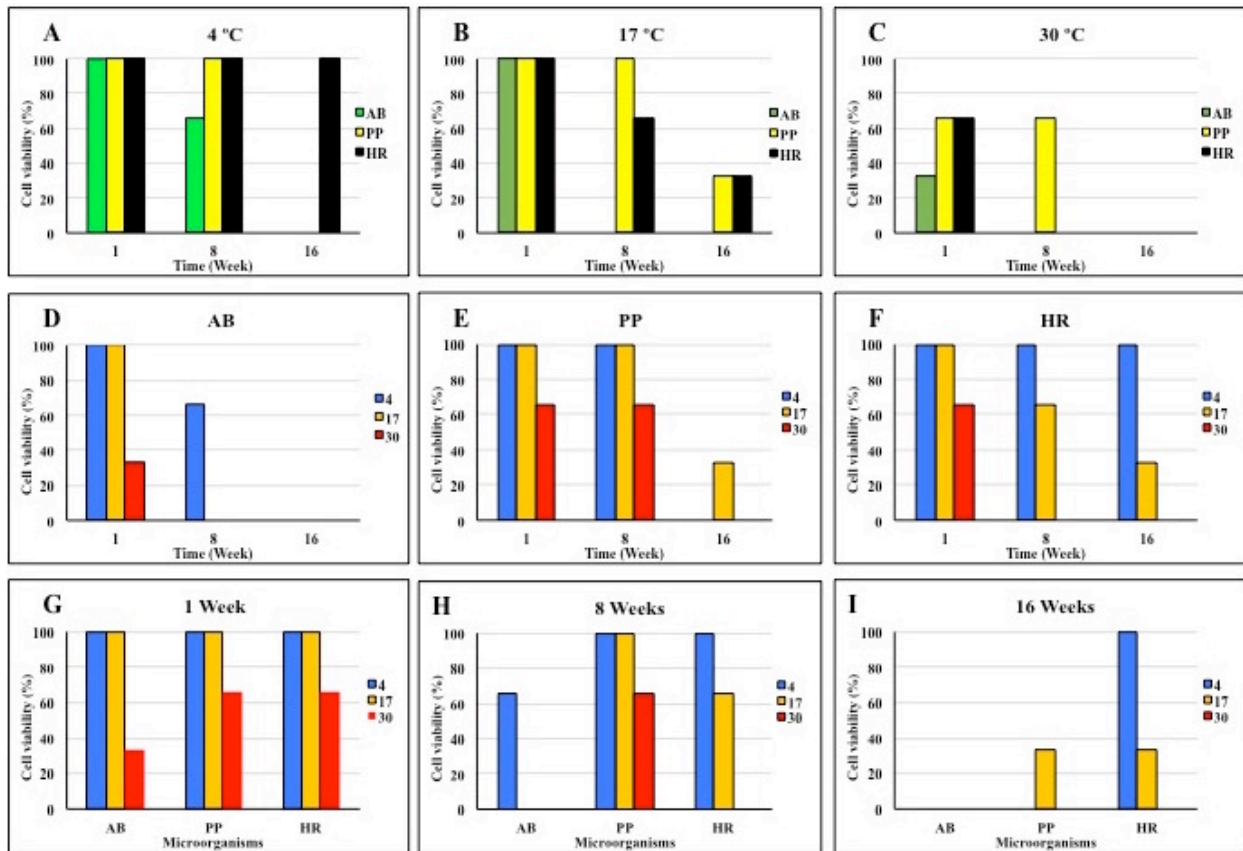 A
4 ºC
Cell viability (%)
100
80
60
40
20
0
1
8
16
Time (Week)
AB
PP
HR
B
17 ºC
Cell viability (%)
100
80
60
40
20
0
1
8
16
Time (Week)
AB
PP
HR
C
30 ºC
Cell viability (%)
100
80
60
40
20
0
1
8
16
Time (Week)
AB
PP
HR
D
AB
Cell viability (%)
100
80
60
40
20
0
1
8
16
Time (Week)
4
17
30
E
PP
Cell viability (%)
100
80
60
40
20
0
1
8
16
Time (Week)
4
17
30
F
HR
Cell viability (%)
100
80
60
40
20
0
1
8
16
Time (Week)
4
17
30
G
1 Week
Cell viability (%)
100
80
60
40
20
0
AB
PP
HR
Microorganisms
4
17
30
H
8 Weeks
Cell viability (%)
100
80
60
40
20
0
AB
PP
HR
Microorganisms
4
17
30
I
16 Weeks
Cell viability (%)
100
80
60
40
20
0
AB
PP
HR
Microorganisms
4
17
30